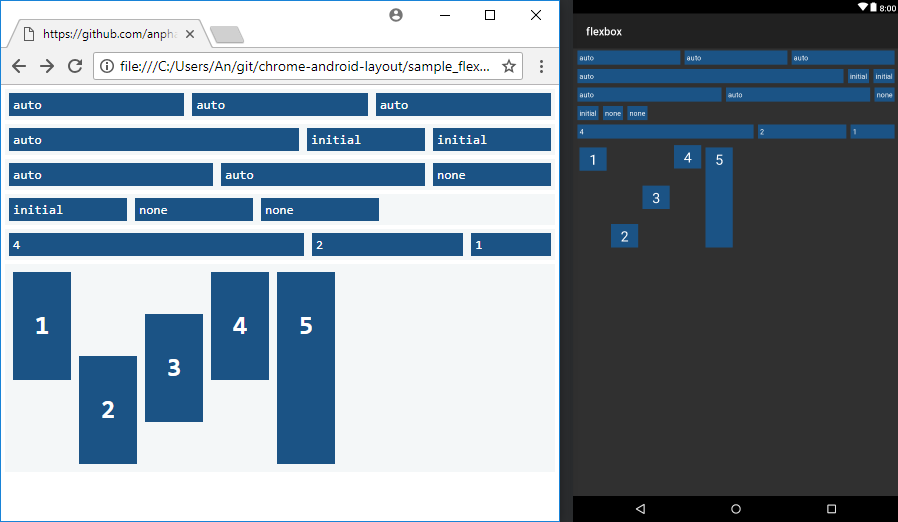 https://github.com/anpha
file:///C:/Users/An/git/chrome-android-layout/sample_flex...
auto auto auto
auto initial initial
auto auto none
initial none none
4 2 1
1 2 3 4 5
8:00
flexbox
auto auto auto
auto initial initial
auto auto none
initial none none
4 2 1
1 2 3 4 5